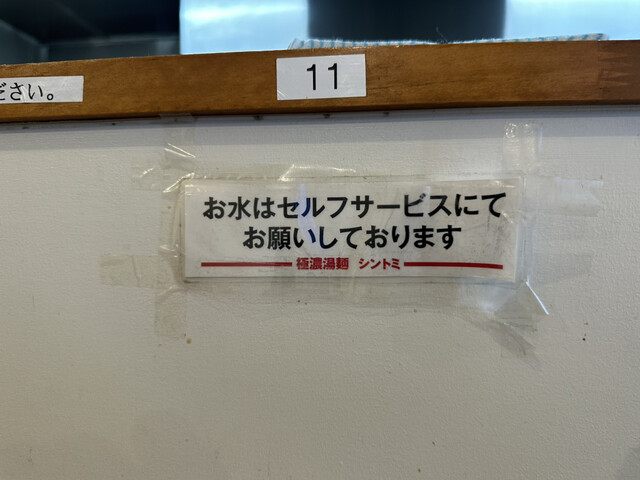 ださい。
11
お水はセルフサービスにて
お願いしております
極濃湯麺 シントミ